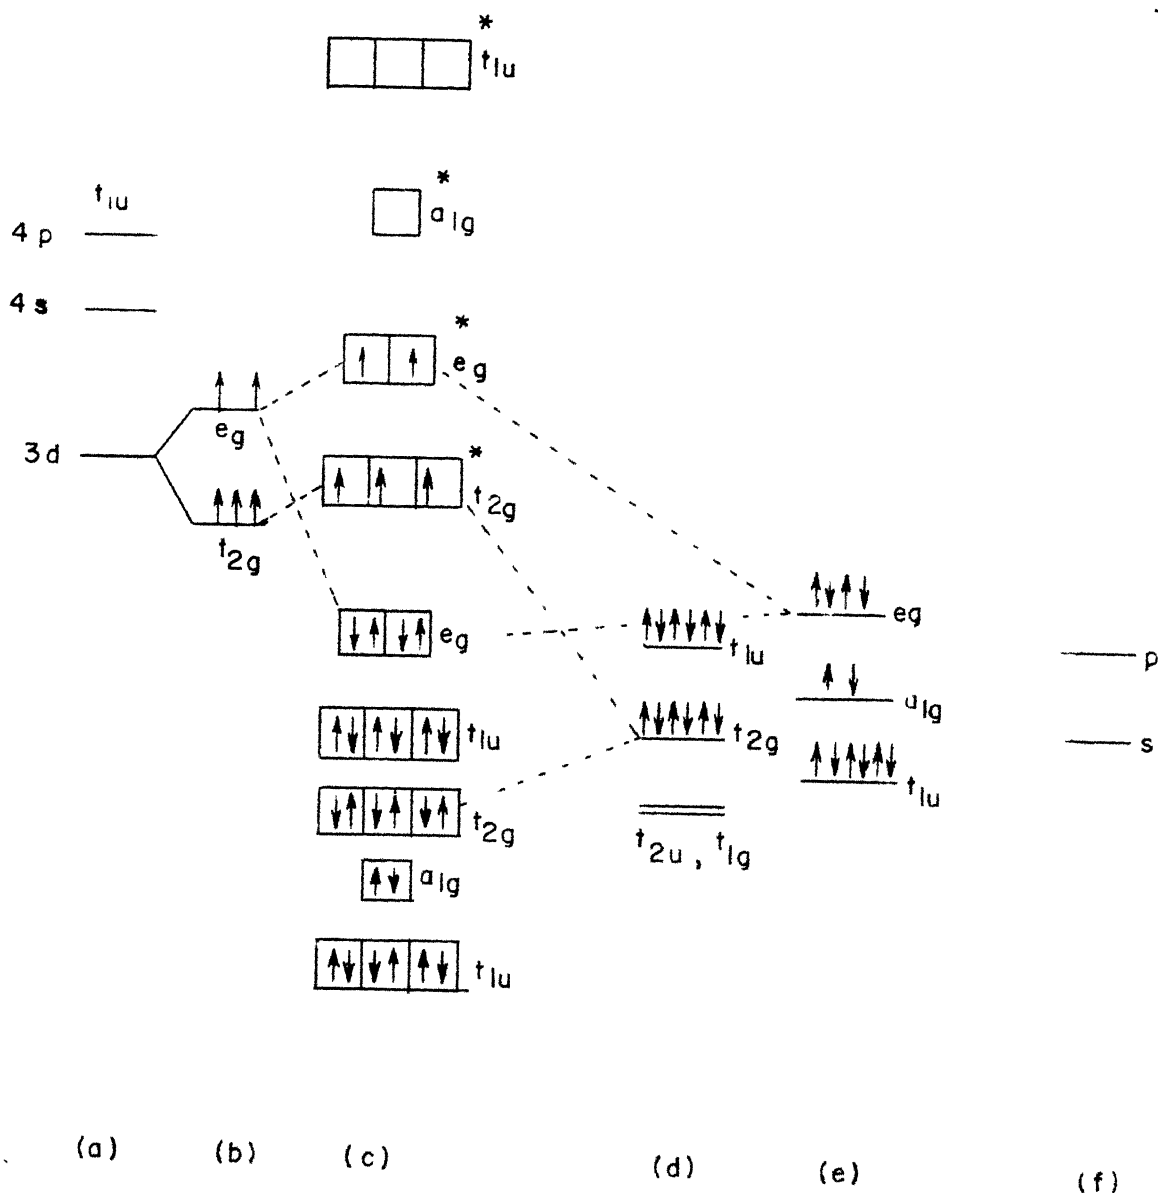 *
t1u
*
t1u
a1g
4p
4s
*
eg
eg
3d
*
t2g
t2g
eg
eg
t1u
p
a1g
t1u
t2g
s
t1u
t2g
t2u, t1g
a1g
t1u
(a) (b) (c) (d) (e) (f)